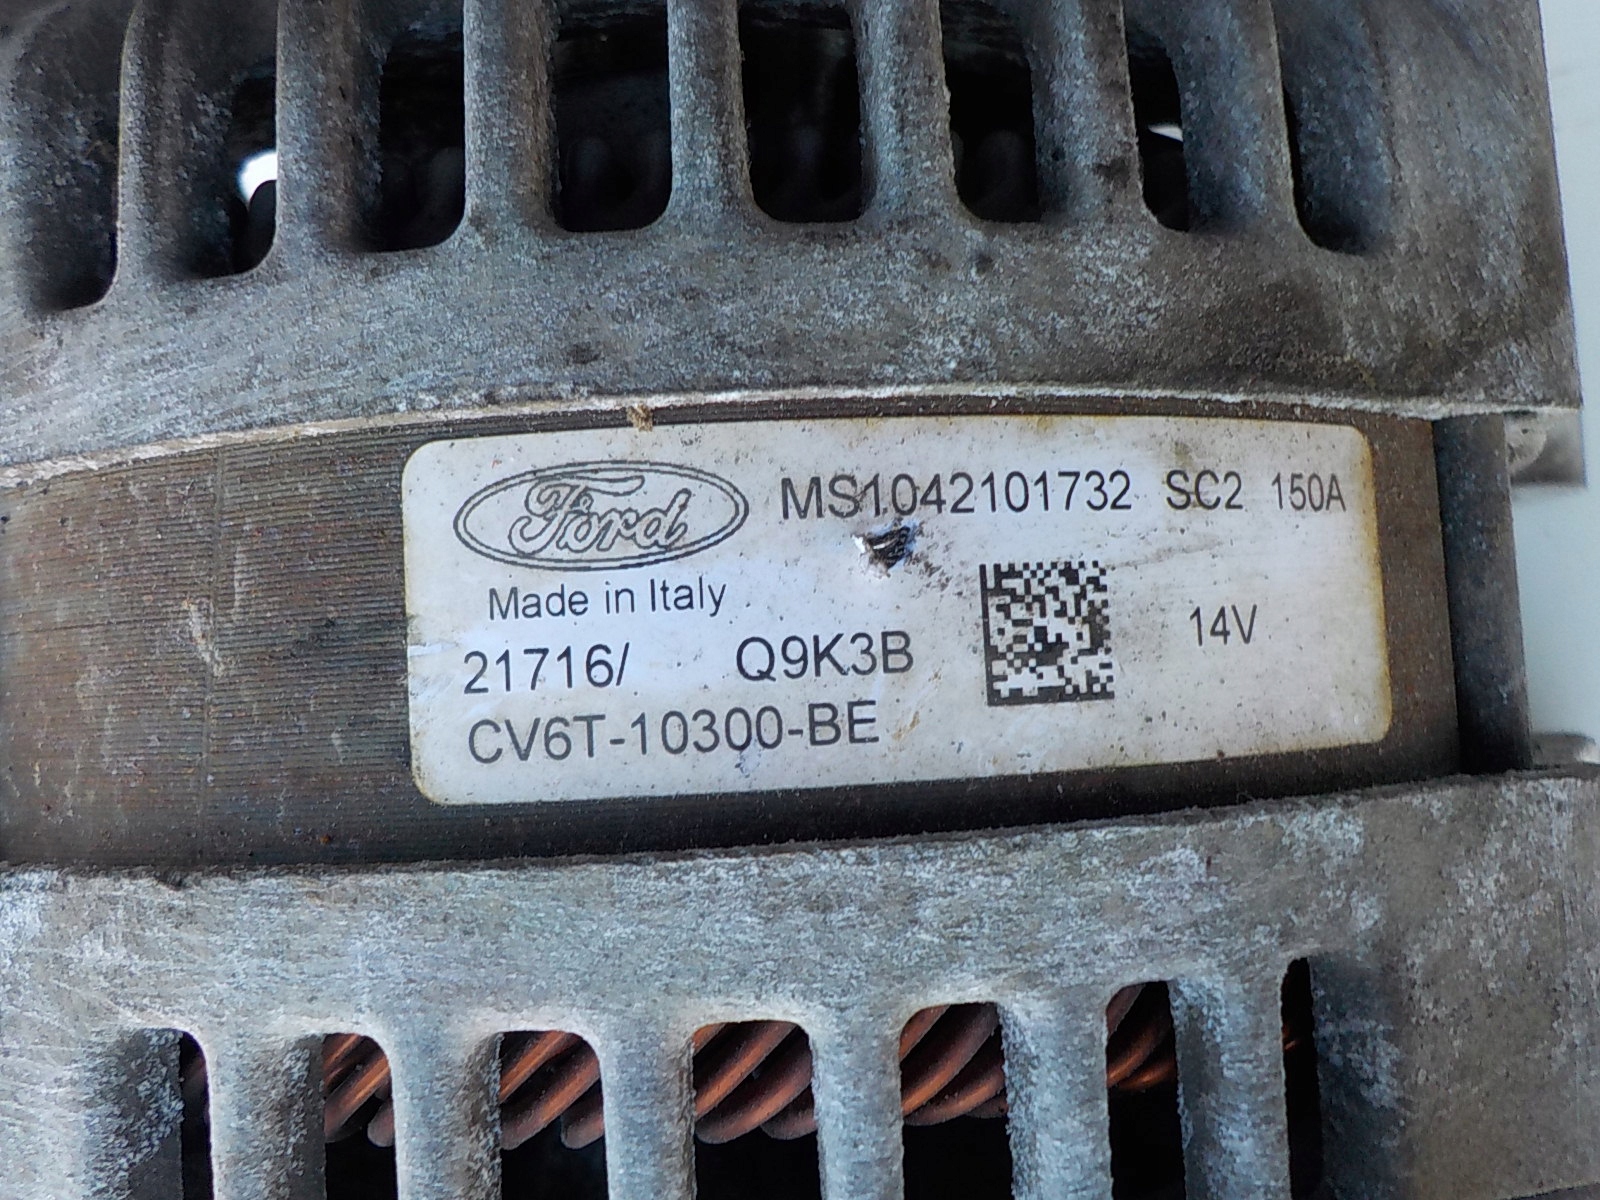 Ford MS1042101732 SC2 150A
Made in Italy
21716/ Q9K3B 14V
CV6T-10300-BE